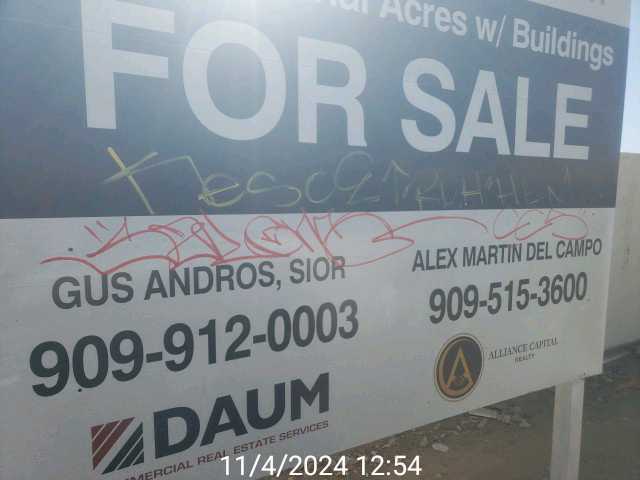 Acres w/ Buildings
FOR SALE
GUS ANDROS, SIOR
909-912-0003
ALEX MARTIN DEL CAMPO
909-515-3600
ALLIANCE CAPITAL
REALTY
DAUM
COMMERCIAL REAL ESTATE SERVICES
11/4/2024 12:54